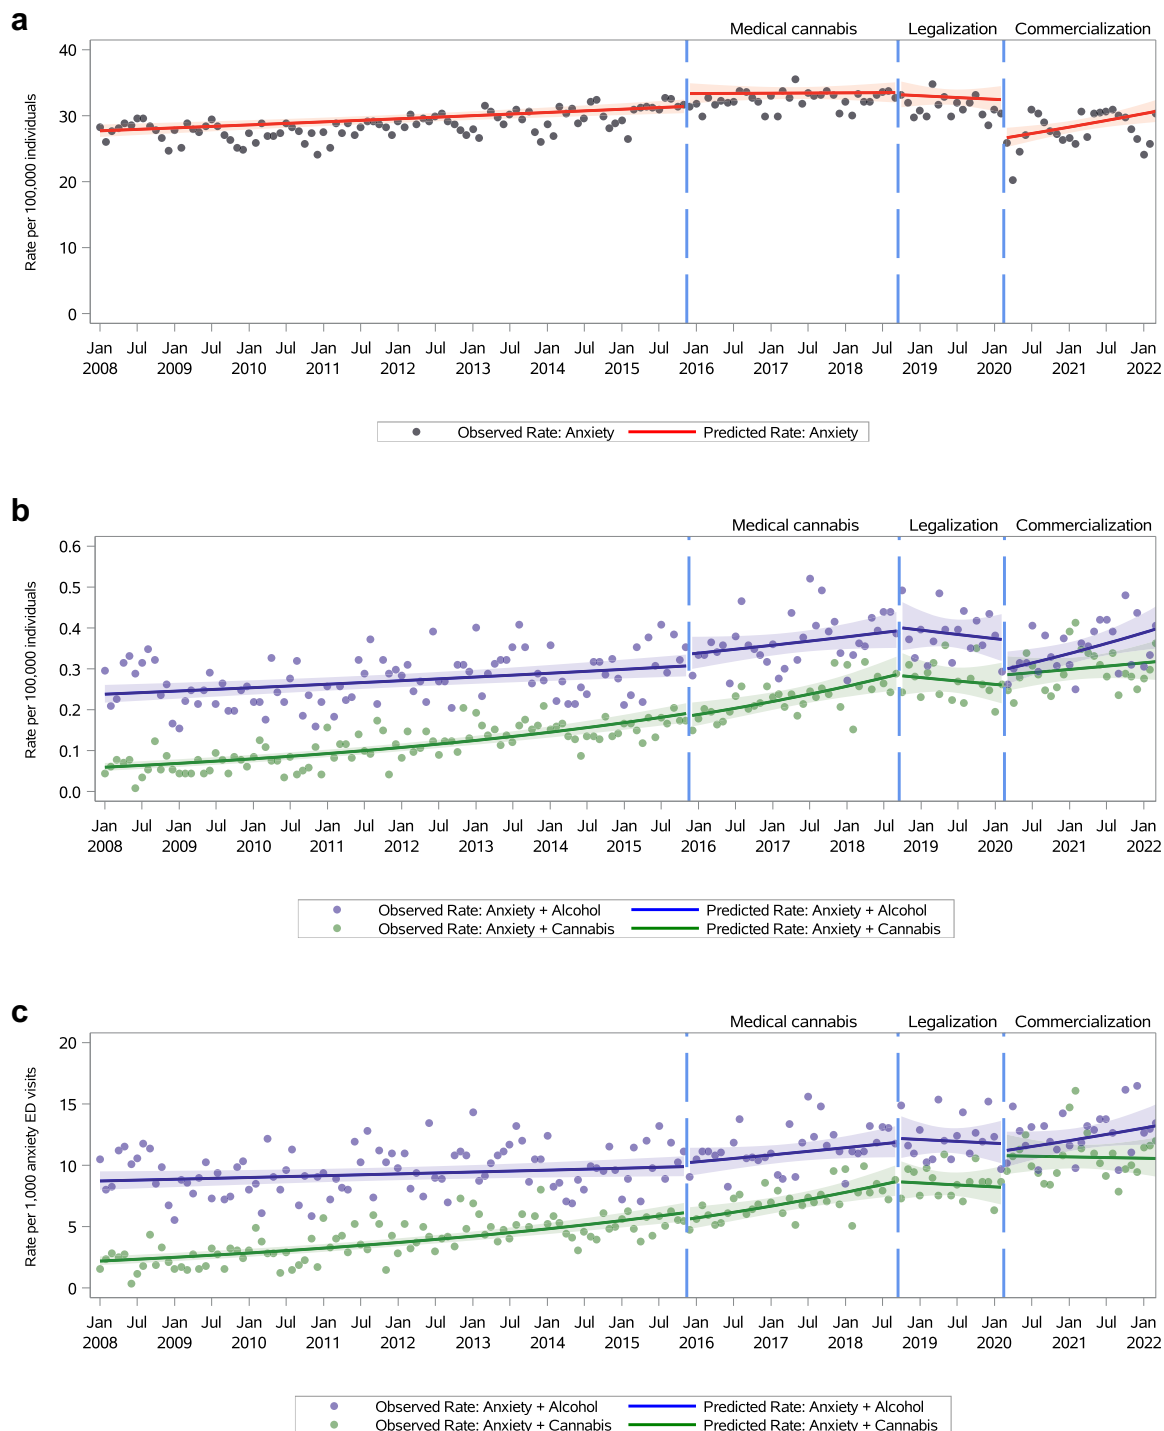 a
Medical cannabis Legalization Commercialization
40
30
20
10
0
Rate per 100,000 individuals
Jan Jul Jan Jul Jan Jul Jan Jul Jan Jul Jan Jul Jan Jul Jan Jul Jan Jul Jan Jul Jan Jul Jan Jul Jan Jul Jan Jul Jan
2008 2009 2010 2011 2012 2013 2014 2015 2016 2017 2018 2019 2020 2021 2022
Observed Rate: Anxiety Predicted Rate: Anxiety
b
Medical cannabis Legalization Commercialization
0.6
0.5
0.4
0.3
0.2
0.1
0.0
Rate per 100,000 individuals
Jan Jul Jan Jul Jan Jul Jan Jul Jan Jul Jan Jul Jan Jul Jan Jul Jan Jul Jan Jul Jan Jul Jan Jul Jan Jul Jan Jul Jan
2008 2009 2010 2011 2012 2013 2014 2015 2016 2017 2018 2019 2020 2021 2022
Observed Rate: Anxiety + Alcohol Predicted Rate: Anxiety + Alcohol
Observed Rate: Anxiety + Cannabis Predicted Rate: Anxiety + Cannabis
c
Medical cannabis Legalization Commercialization
20
15
10
5
0
Rate per 1,000 anxiety ED visits
Jan Jul Jan Jul Jan Jul Jan Jul Jan Jul Jan Jul Jan Jul Jan Jul Jan Jul Jan Jul Jan Jul Jan Jul Jan Jul Jan Jul Jan
2008 2009 2010 2011 2012 2013 2014 2015 2016 2017 2018 2019 2020 2021 2022
Observed Rate: Anxiety + Alcohol Predicted Rate: Anxiety + Alcohol
Observed Rate: Anxiety + Cannabis Predicted Rate: Anxiety + Cannabis